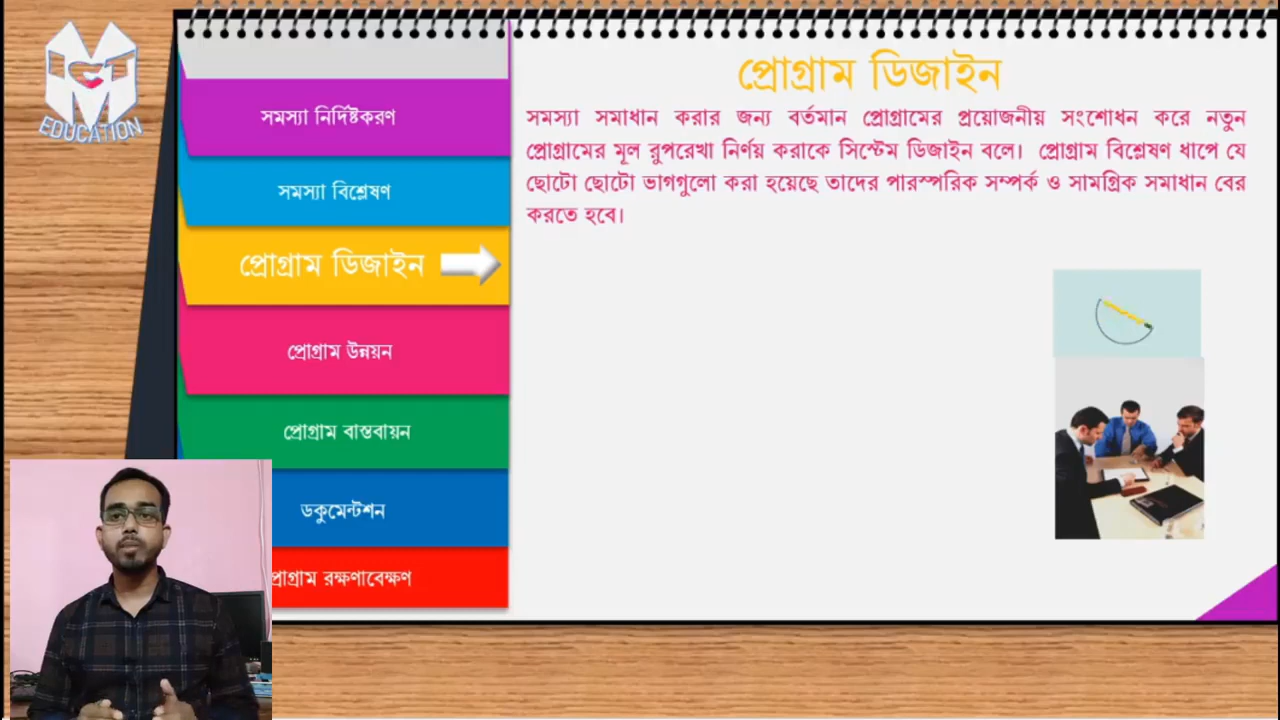 EDUCATION
সমস্যা নির্দিষ্টকরণ
সমস্যা বিশ্লেষণ
প্রোগ্রাম ডিজাইন
প্রোগ্রাম উন্নয়ন
প্রোগ্রাম বাস্তবায়ন
ডকুমেন্টশন
প্রোগ্রাম রক্ষণাবেক্ষণ
প্রোগ্রাম ডিজাইন
সমস্যা সমাধান করার জন্য বর্তমান প্রোগ্রামের প্রয়োজনীয় সংশোধন করে নতুন
প্রোগ্রামের মূল রুপরেখা নির্ণয় করাকে সিস্টেম ডিজাইন বলে। প্রোগ্রাম বিশ্লেষণ ধাপে যে
ছোটো ছোটো ভাগগুলো করা হয়েছে তাদের পারস্পরিক সম্পর্ক ও সামগ্রিক সমাধান বের
করতে হবে।